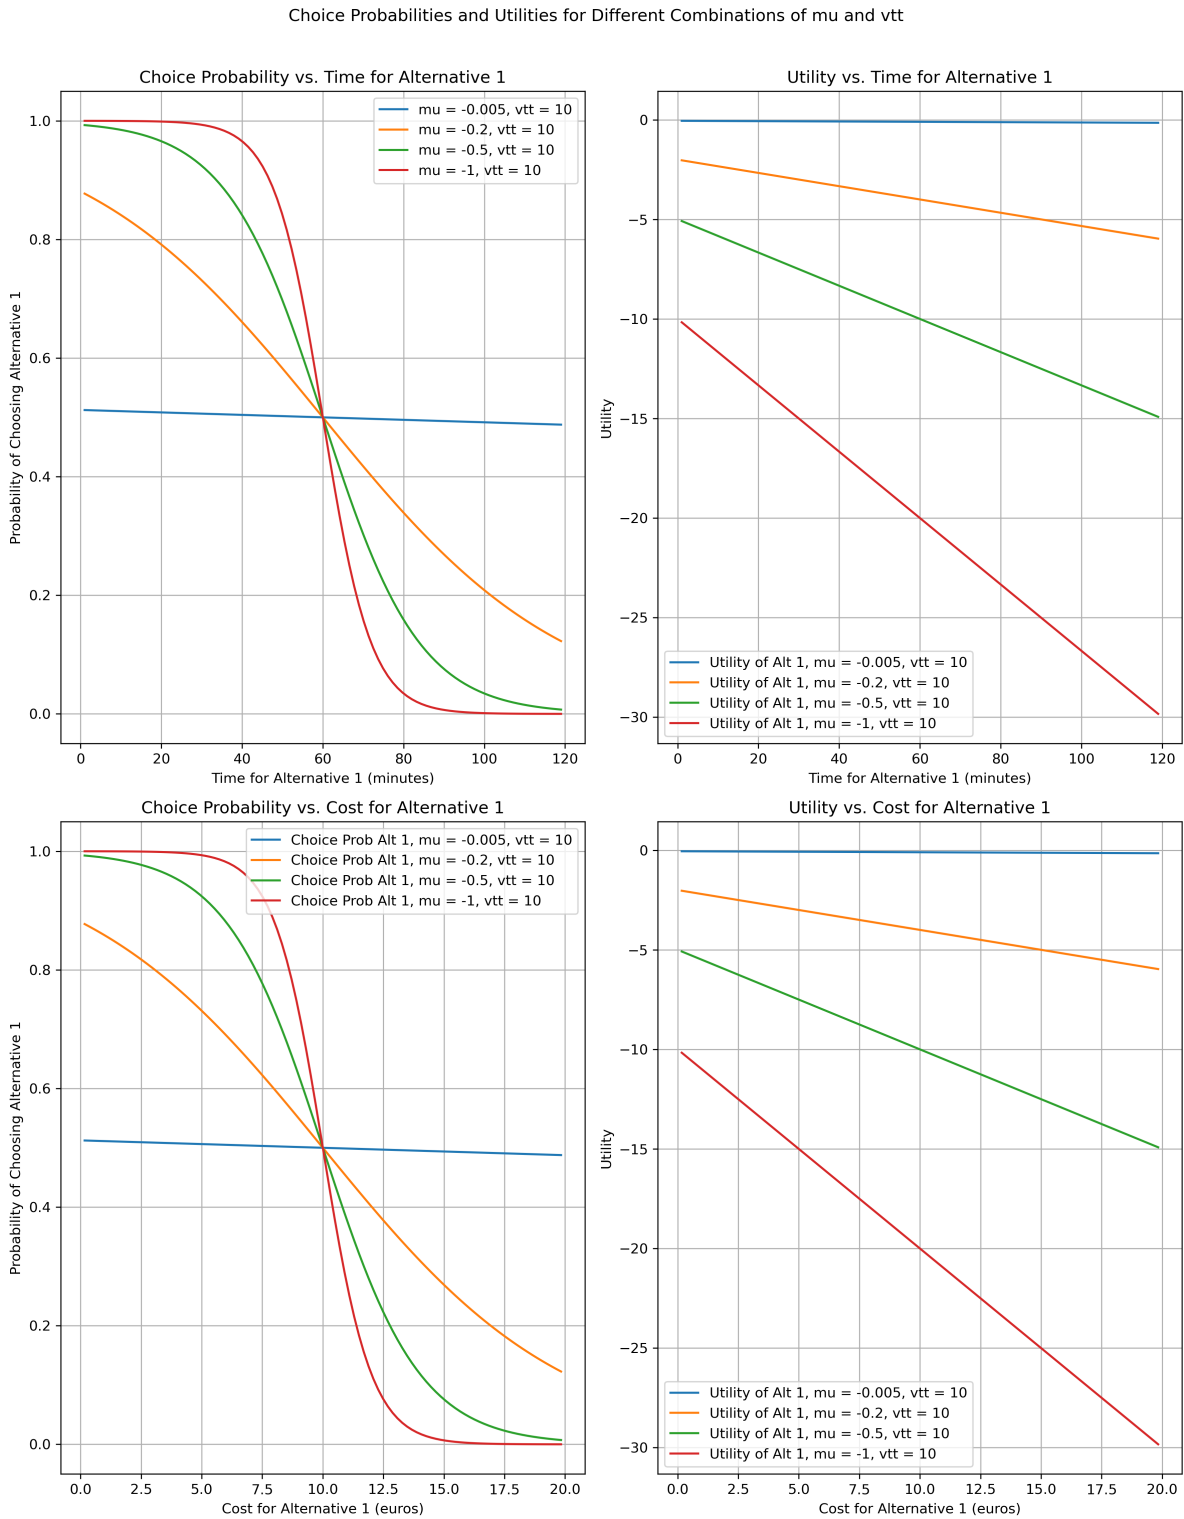 Choice Probabilities and Utilities for Different Combinations of mu and vtt
Choice Probability vs. Time for Alternative 1
Probability of Choosing Alternative 1
1.0
0.8
0.6
0.4
0.2
0.0
mu = -0.005, vtt = 10
mu = -0.2, vtt = 10
mu = -0.5, vtt = 10
mu = -1, vtt = 10
0 20 40 60 80 100 120
Time for Alternative 1 (minutes)
Utility vs. Time for Alternative 1
Utility
0
−5
−10
−15
−20
−25
−30
Utility of Alt 1, mu = -0.005, vtt = 10
Utility of Alt 1, mu = -0.2, vtt = 10
Utility of Alt 1, mu = -0.5, vtt = 10
Utility of Alt 1, mu = -1, vtt = 10
0 20 40 60 80 100 120
Time for Alternative 1 (minutes)
Choice Probability vs. Cost for Alternative 1
Probability of Choosing Alternative 1
1.0
0.8
0.6
0.4
0.2
0.0
Choice Prob Alt 1, mu = -0.005, vtt = 10
Choice Prob Alt 1, mu = -0.2, vtt = 10
Choice Prob Alt 1, mu = -0.5, vtt = 10
Choice Prob Alt 1, mu = -1, vtt = 10
0.0 2.5 5.0 7.5 10.0 12.5 15.0 17.5 20.0
Cost for Alternative 1 (euros)
Utility vs. Cost for Alternative 1
Utility
0
−5
−10
−15
−20
−25
−30
Utility of Alt 1, mu = -0.005, vtt = 10
Utility of Alt 1, mu = -0.2, vtt = 10
Utility of Alt 1, mu = -0.5, vtt = 10
Utility of Alt 1, mu = -1, vtt = 10
0.0 2.5 5.0 7.5 10.0 12.5 15.0 17.5 20.0
Cost for Alternative 1 (euros)